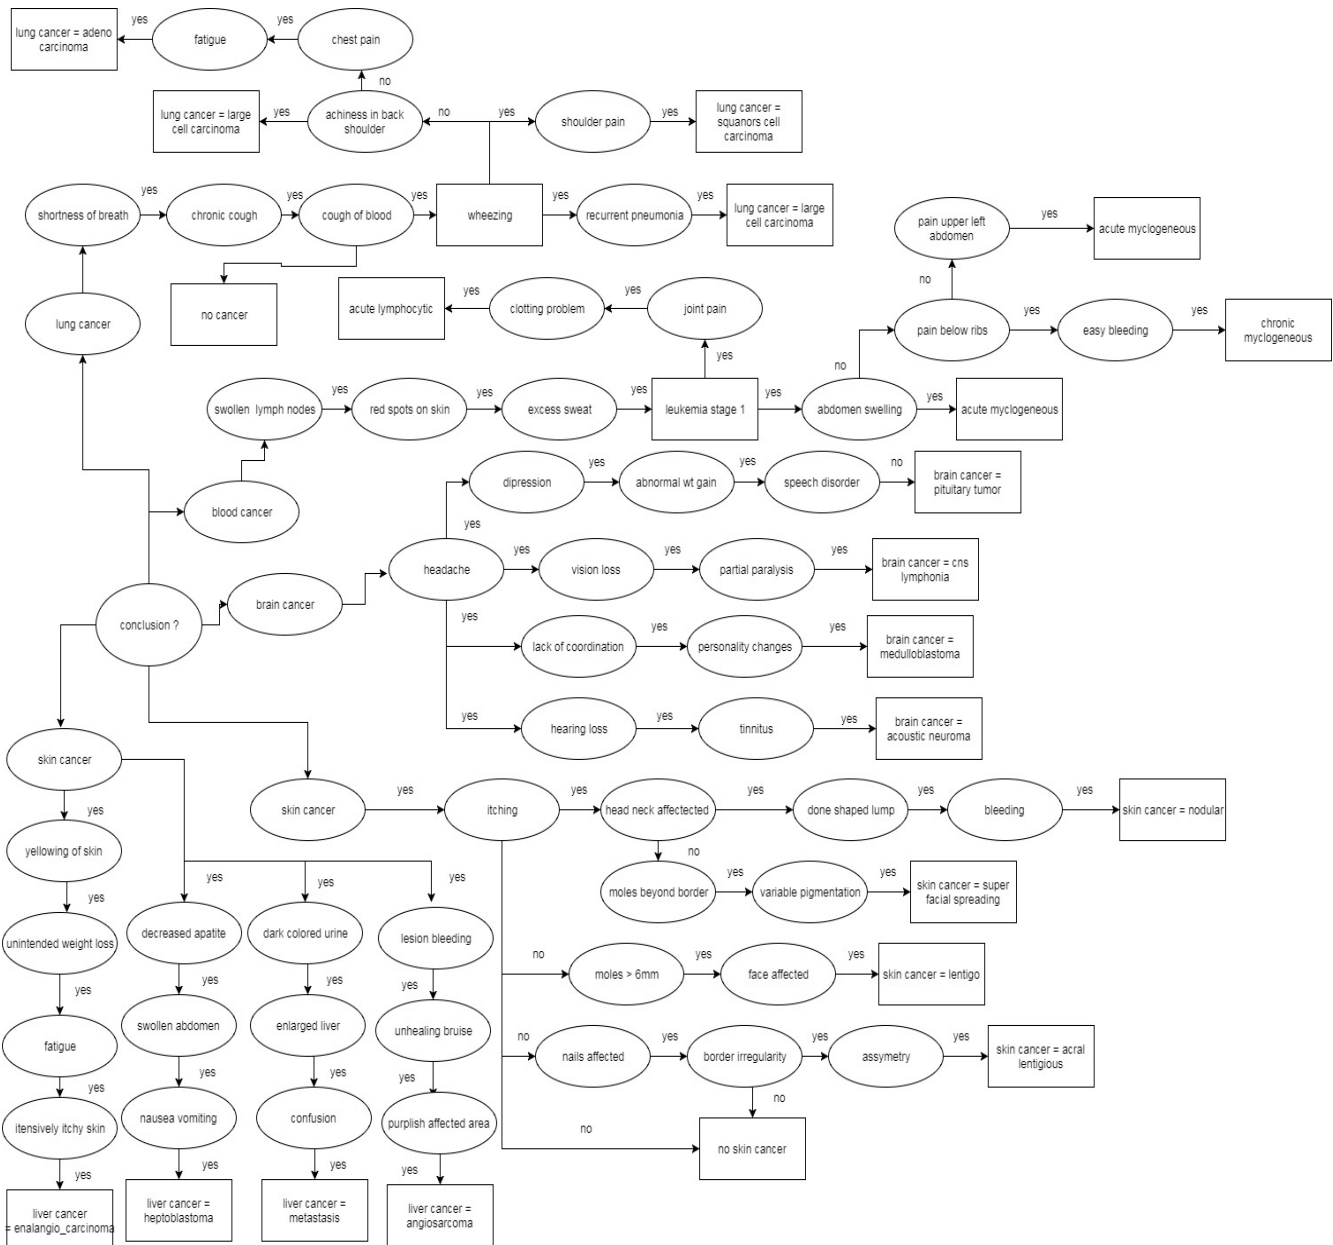 lung cancer = adeno
carcinoma
yes
fatigue
yes
chest pain
no
lung cancer = large
cell carcinoma
yes
achiness in back
shoulder
no
yes
shoulder pain
yes
lung cancer =
squanors cell
carcinoma
shortness of breath
yes
chronic cough
yes
cough of blood
yes
wheezing
yes
recurrent pneumonia
yes
lung cancer = large
cell carcinoma
pain upper left
abdomen
yes
acute myclogeneous
no
lung cancer
no cancer
acute lymphocytic
yes
clotting problem
yes
joint pain
yes
pain below ribs
yes
easy bleeding
yes
chronic
myclogeneous
no
swollen  lymph nodes
yes
red spots on skin
yes
excess sweat
yes
leukemia stage 1
yes
abdomen swelling
yes
acute myclogeneous
blood cancer
dipression
yes
abnormal wt gain
yes
speech disorder
no
brain cancer =
pituitary tumor
yes
headache
yes
vision loss
yes
partial paralysis
yes
brain cancer = cns
lymphonia
conclusion ?
brain cancer
yes
lack of coordination
yes
personality changes
yes
brain cancer =
medulloblastoma
yes
hearing loss
yes
tinnitus
yes
brain cancer =
acoustic neuroma
skin cancer
yes
skin cancer
yes
itching
yes
head neck affectected
yes
done shaped lump
yes
bleeding
yes
skin cancer = nodular
no
yellowing of skin
yes
yes
yes
yes
moles beyond border
yes
variable pigmentation
yes
skin cancer = super
facial spreading
unintended weight loss
decreased apatite
dark colored urine
lesion bleeding
yes
yes
yes
yes
no
moles > 6mm
yes
face affected
yes
skin cancer = lentigo
fatigue
swollen abdomen
enlarged liver
unhealing bruise
yes
yes
yes
yes
no
nails affected
yes
border irregularity
yes
assymetry
yes
skin cancer = acral
lentigious
no
itensively itchy skin
nausea vomiting
confusion
purplish affected area
yes
yes
yes
yes
no
no skin cancer
liver cancer
= enalangio_carcinoma
liver cancer =
heptoblastoma
liver cancer =
metastasis
liver cancer =
angiosarcoma